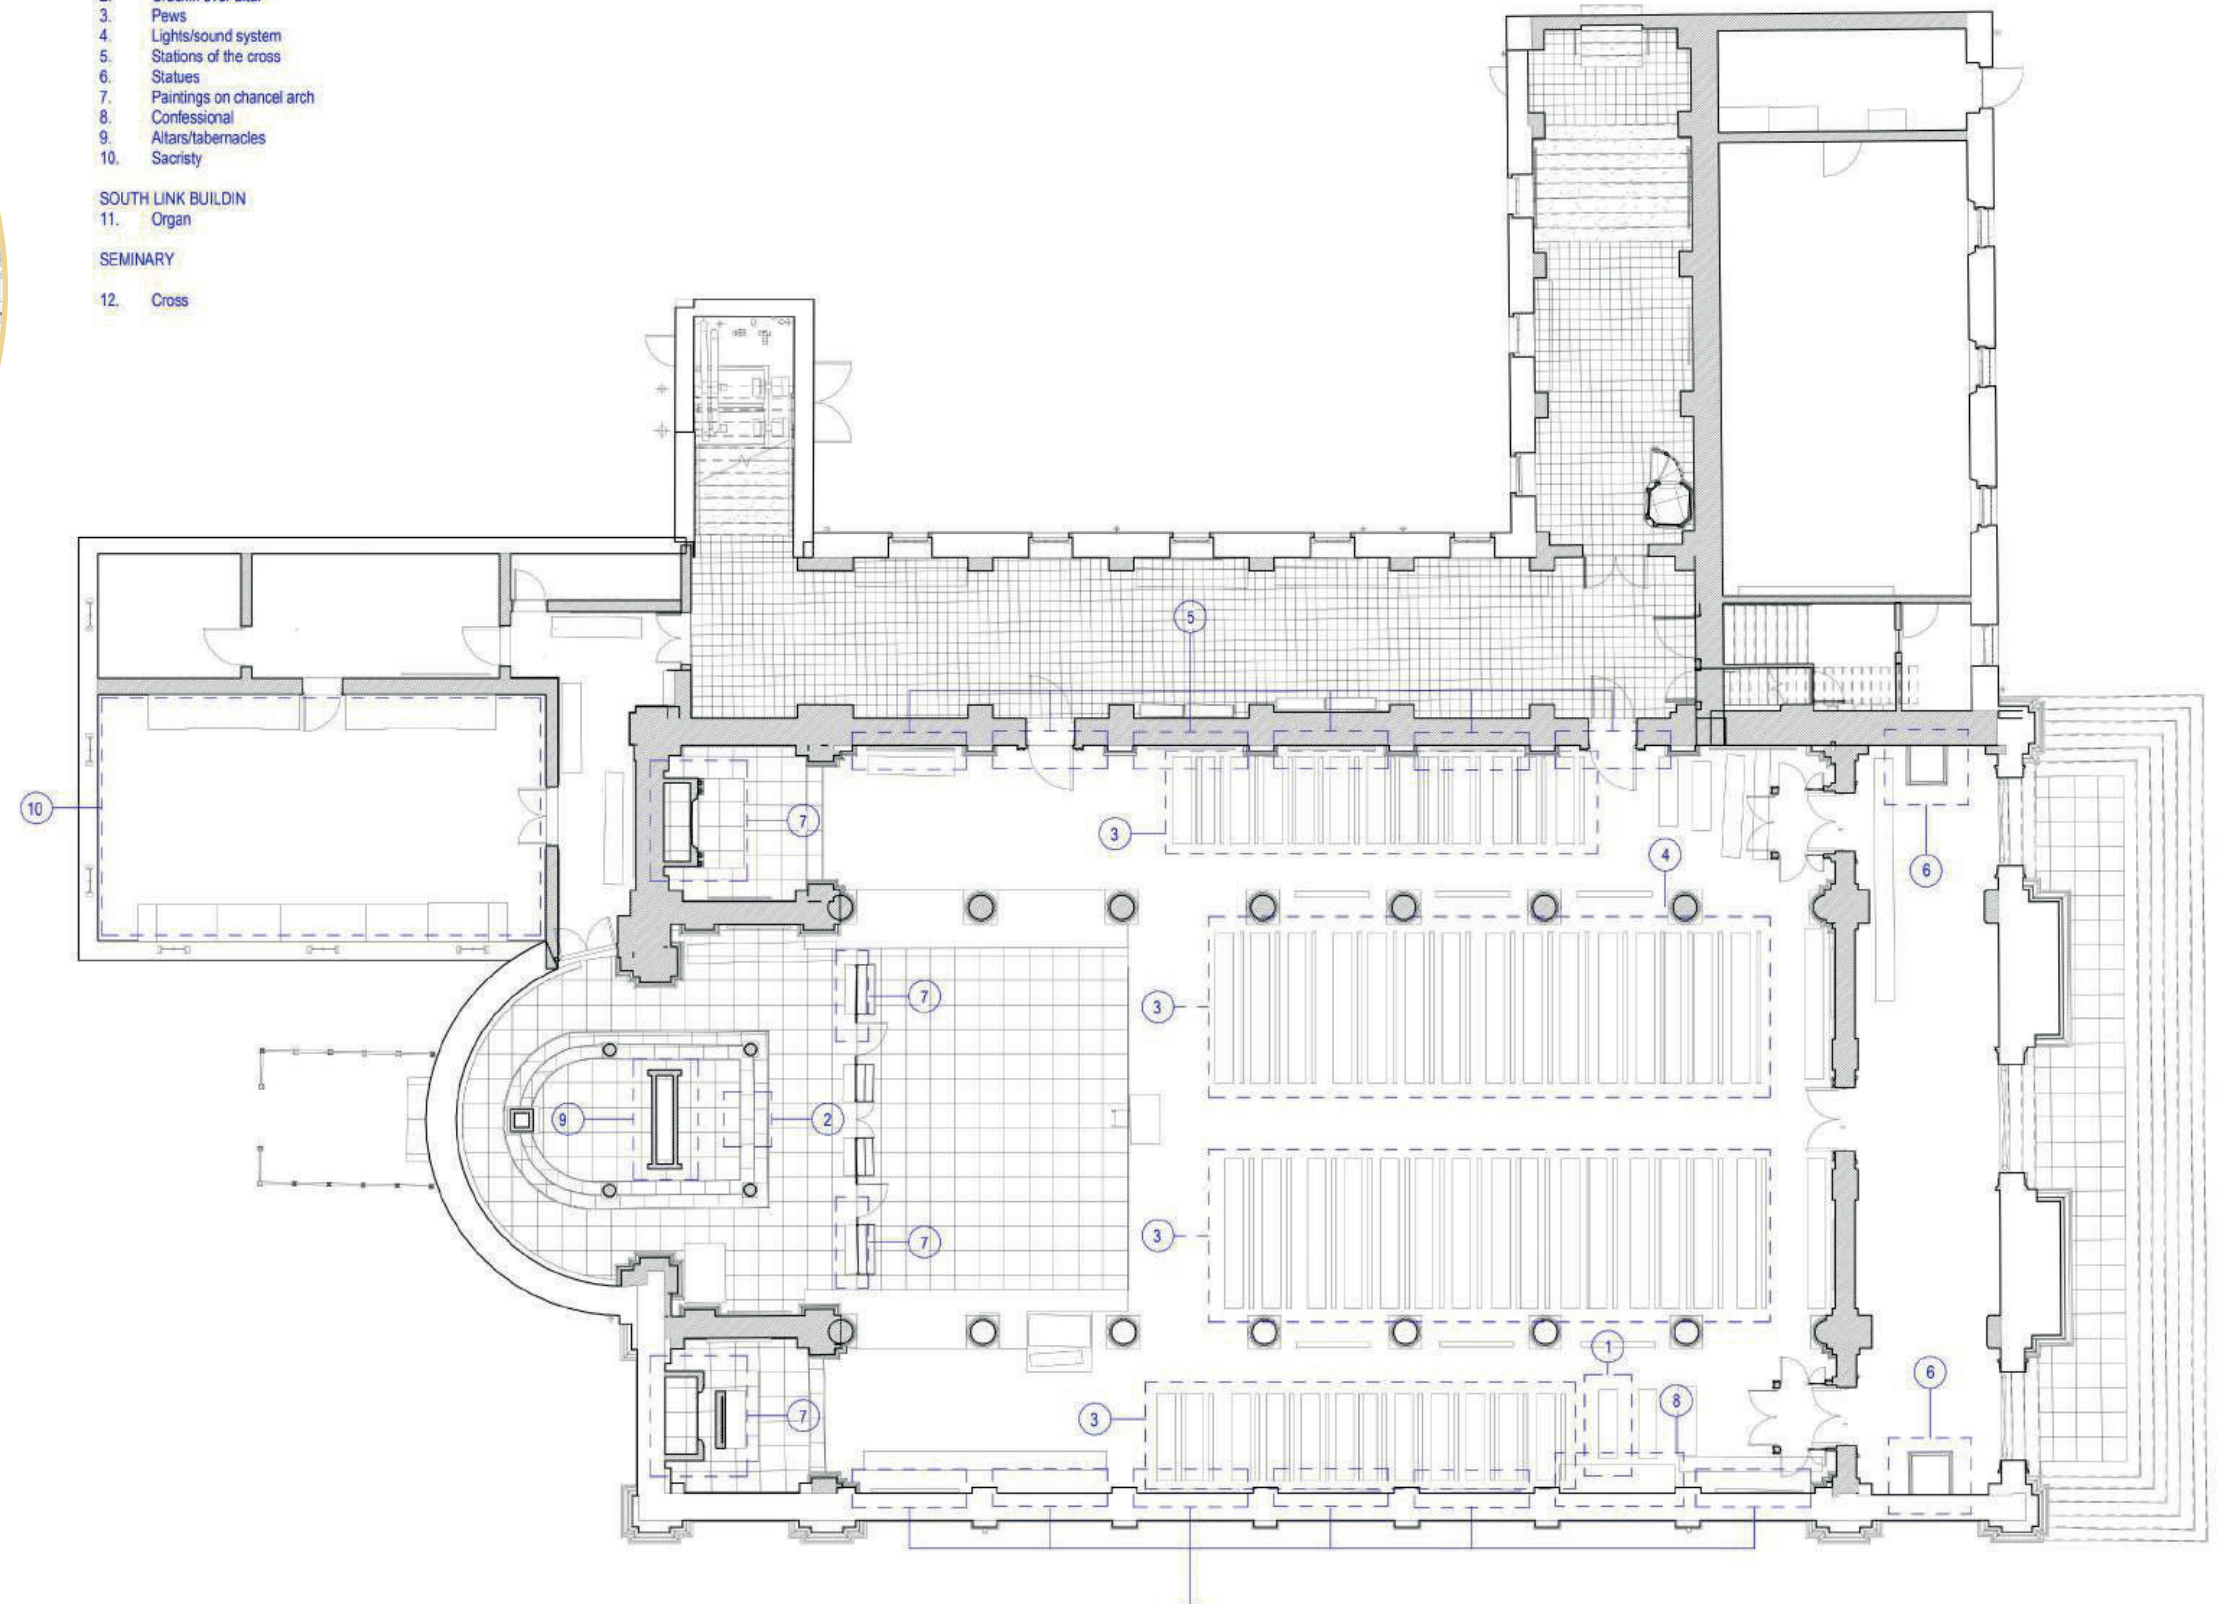 3. Pews
4. Lights/sound system
5. Stations of the cross
6. Statues
7. Paintings on chancel arch
8. Confessional
9. Altars/tabernacles
10. Sacristy
SOUTH LINK BUILDIN
11. Organ
SEMINARY
12. Cross
5
10
7
3
4
6
3
7
9
2
3
7
1
6
8
3
7